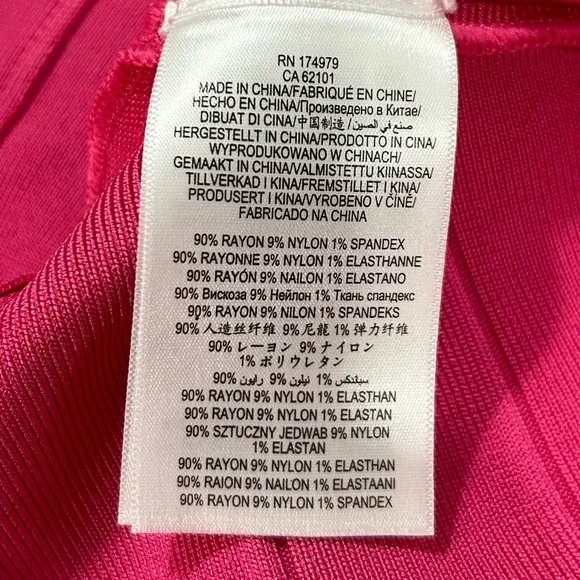 RN 174979
CA 62101
MADE IN CHINA/FABRIQUÉ EN CHINE/
HECHO EN CHINA/Произведено в Китае/
DIBUAT DI CINA/中国制造 /صنع في الصين/
HERGESTELLT IN CHINA/PRODOTTO IN CINA/
WYPRODUKOWANO W CHINACH/
GEMAAKT IN CHINA/VALMISTETTU KIINASSA/
TILLVERKAD I KINA/FREMSTILLET I KINA/
PRODUSERT I KINA/VYROBENO V ČÍNĚ/
FABRICADO NA CHINA
90% RAYON 9% NYLON 1% SPANDEX
90% RAYONNE 9% NYLON 1% ELASTHANNE
90% RAYÓN 9% NAILON 1% ELASTANO
90% Вискоза 9% Нейлон 1% Ткань спандекс
90% RAYON 9% NILON 1% SPANDEKS
90% 人造丝纤维 9% 尼龍 1% 弹力纤维
90% レーヨン 9% ナイロン
1% ポリウレタン
90% رايون 9% نيلون 1% سباندكس
90% RAYON 9% NYLON 1% ELASTHAN
90% RAYON 9% NYLON 1% ELASTAN
90% SZTUCZNY JEDWAB 9% NYLON
1% ELASTAN
90% RAYON 9% NYLON 1% ELASTHAN
90% RAION 9% NAILON 1% ELASTAANI
90% RAYON 9% NYLON 1% SPANDEX